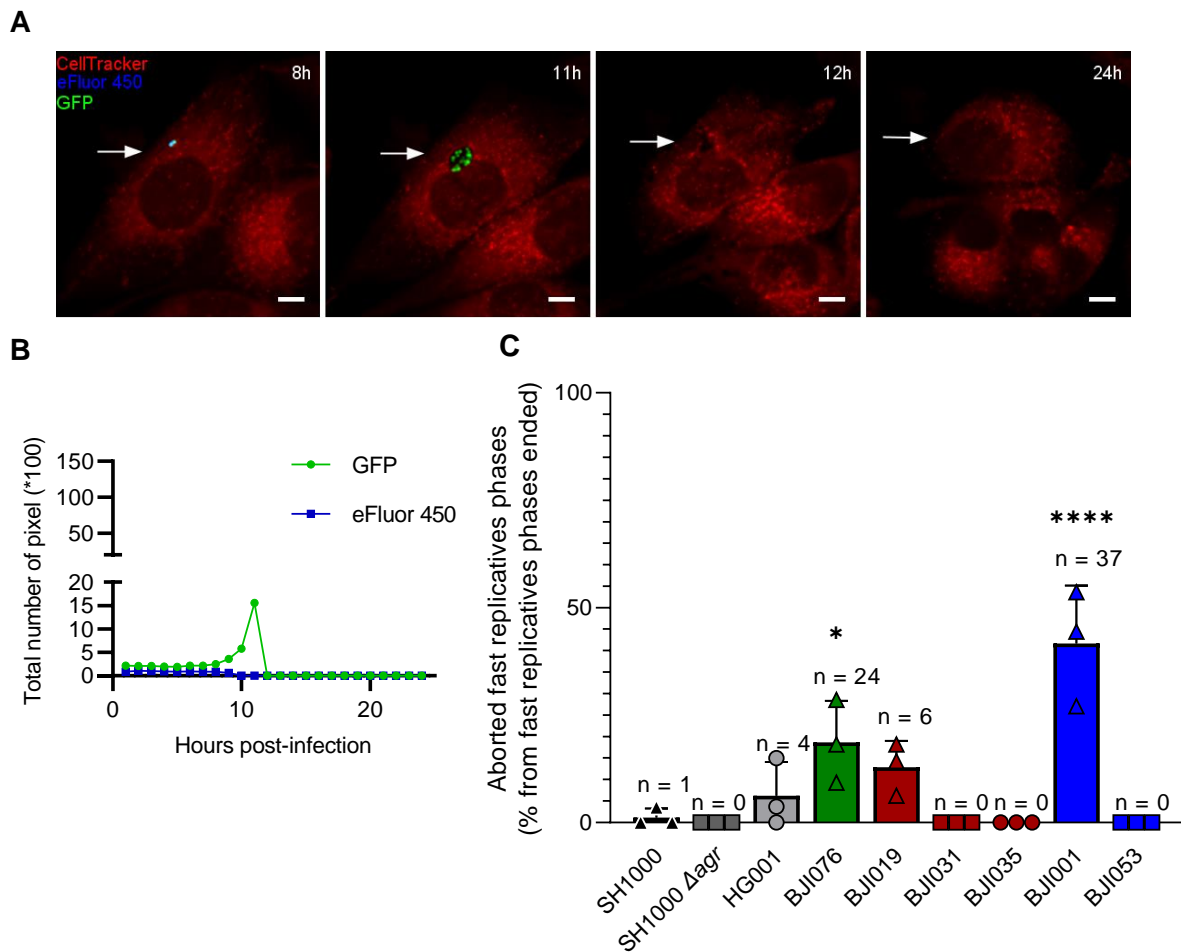 A
CellTracker
eFluor 450
GFP
8h
11h
12h
24h
B
Total number of pixel (*100)
150
100
50
20
15
10
5
0
0
10
20
Hours post-infection
GFP
eFluor 450
C
Aborted fast replicatives phases
(% from fast replicatives phases ended)
100
50
0
n = 1
n = 0
n = 4
*
n = 24
n = 6
n = 0
n = 0
****
n = 37
n = 0
SH1000
SH1000 Δagr
HG001
BJI076
BJI019
BJI031
BJI035
BJI001
BJI053